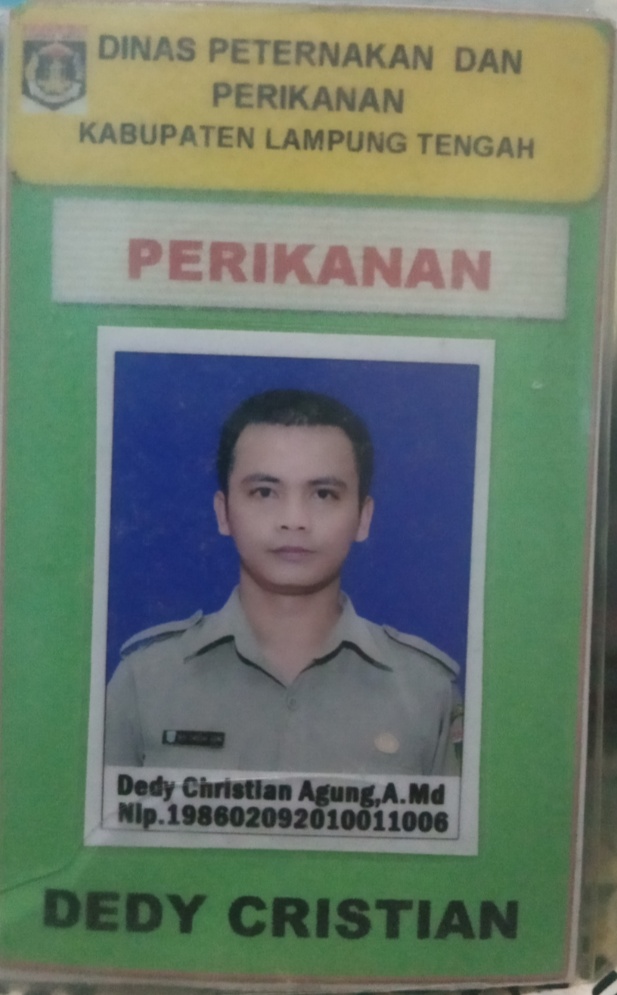 DINAS PETERNAKAN DAN
PERIKANAN
KABUPATEN LAMPUNG TENGAH
PERIKANAN
Dedy Christian Agung,A.Md
Nip.198602092010011006
DEDY CRISTIAN